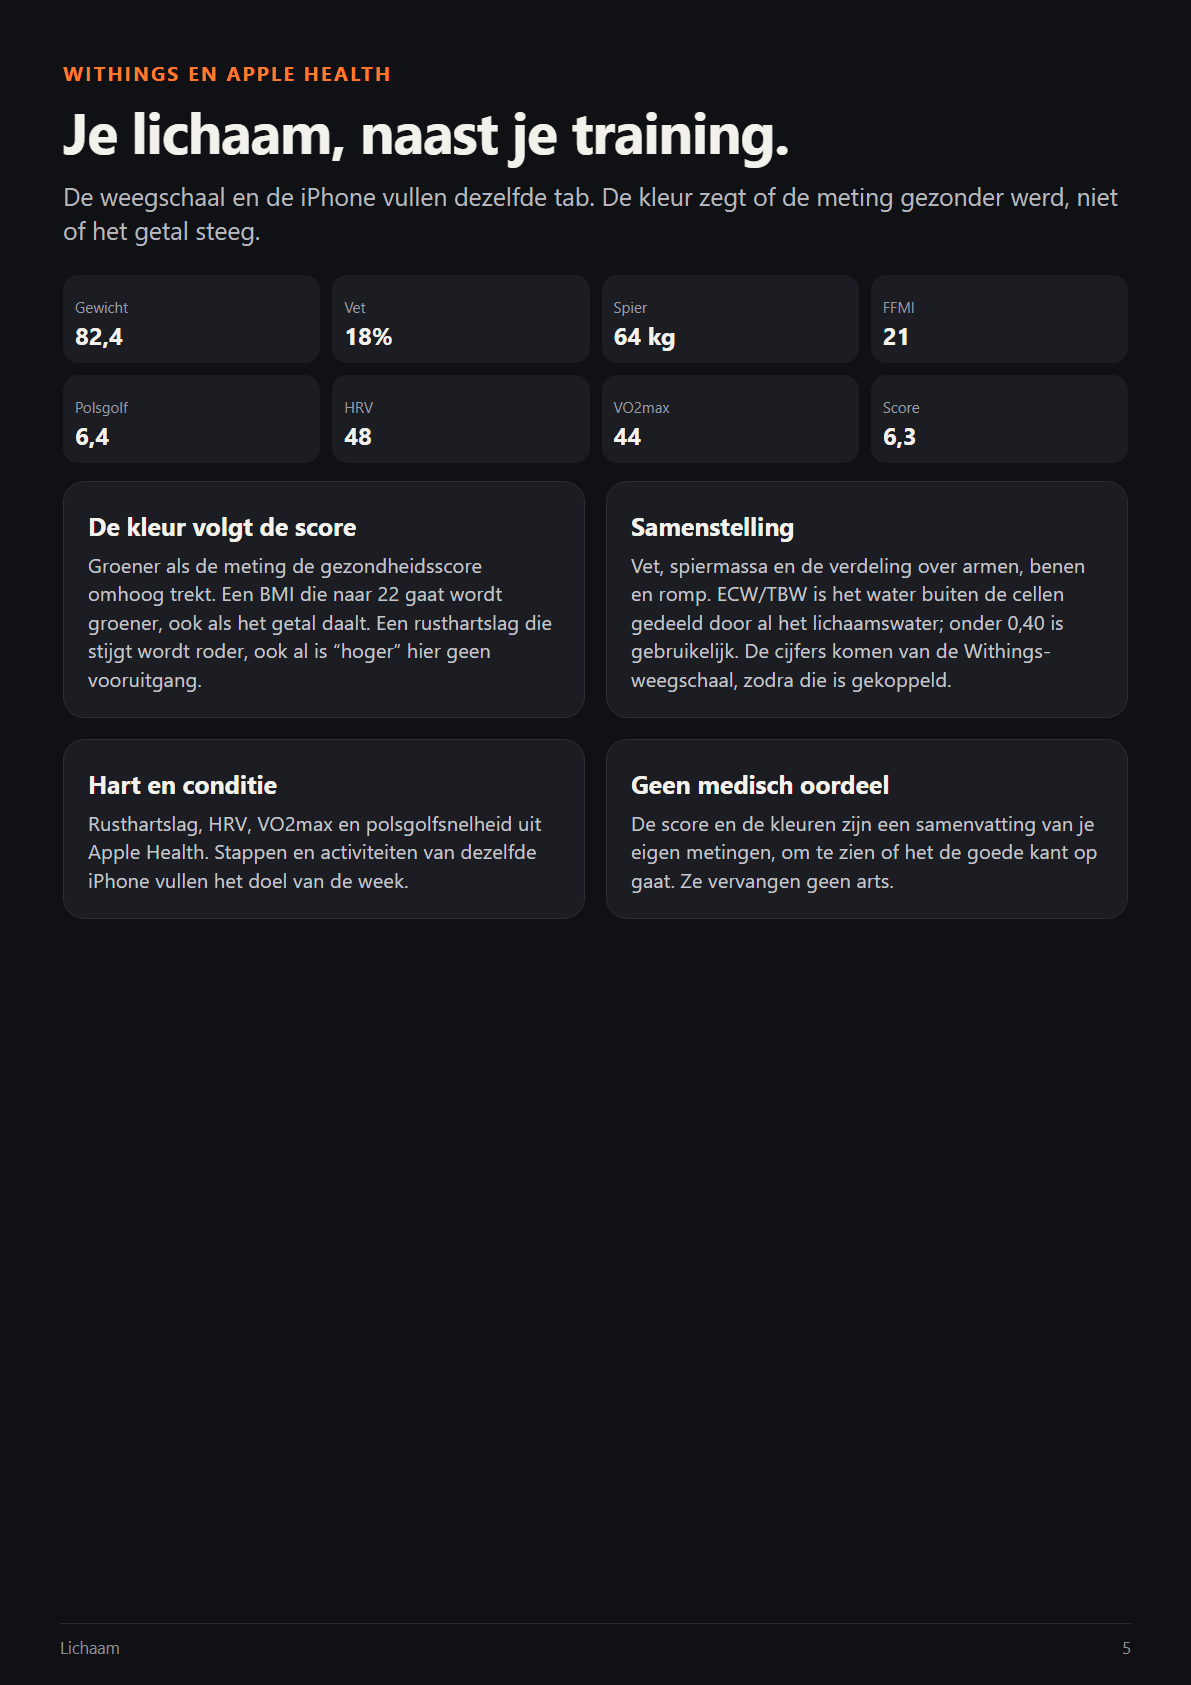 WITHINGS EN APPLE HEALTH
Je lichaam, naast je training.
De weegschaal en de iPhone vullen dezelfde tab. De kleur zegt of de meting gezonder werd, niet
of het getal steeg.
Gewicht
82,4
Vet
18%
Spier
64 kg
FFMI
21
Polsgolf
6,4
HRV
48
VO2max
44
Score
6,3
De kleur volgt de score
Groener als de meting de gezondheidsscore
omhoog trekt. Een BMI die naar 22 gaat wordt
groener, ook als het getal daalt. Een rusthartslag die
stijgt wordt roder, ook al is “hoger” hier geen
vooruitgang.
Samenstelling
Vet, spiermassa en de verdeling over armen, benen
en romp. ECW/TBW is het water buiten de cellen
gedeeld door al het lichaamswater; onder 0,40 is
gebruikelijk. De cijfers komen van de Withings-
weegschaal, zodra die is gekoppeld.
Hart en conditie
Rusthartslag, HRV, VO2max en polsgolfsnelheid uit
Apple Health. Stappen en activiteiten van dezelfde
iPhone vullen het doel van de week.
Geen medisch oordeel
De score en de kleuren zijn een samenvatting van je
eigen metingen, om te zien of het de goede kant op
gaat. Ze vervangen geen arts.
Lichaam
5